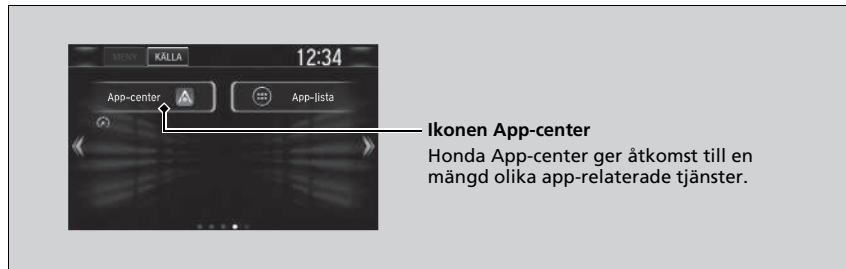 MENY KÄLLA 12:34
App-center App-lista
Ikonen App-center
Honda App-center ger åtkomst till en
mängd olika app-relaterade tjänster.